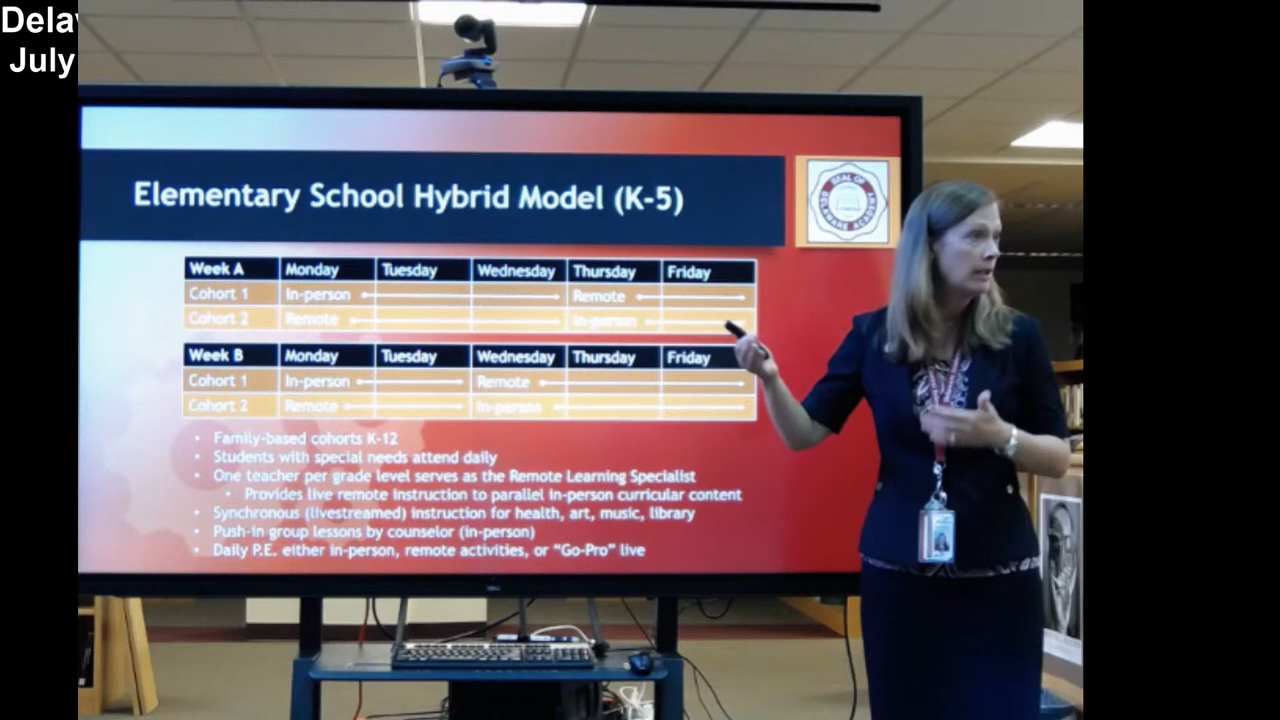 Dela
July
Elementary School Hybrid Model (K-5)
SEAL OF
DELAWARE ACADEMY
Week A Monday Tuesday Wednesday Thursday Friday
Cohort 1 In-person Remote
Cohort 2 Remote In-person
Week B Monday Tuesday Wednesday Thursday Friday
Cohort 1 In-person Remote
Cohort 2 Remote In-person
• Family-based cohorts K-12
• Students with special needs attend daily
• One teacher per grade level serves as the Remote Learning Specialist
• Provides live remote instruction to parallel in-person curricular content
• Synchronous (livestreamed) instruction for health, art, music, library
• Push-in group lessons by counselor (in-person)
• Daily P.E. either in-person, remote activities, or “Go-Pro” live